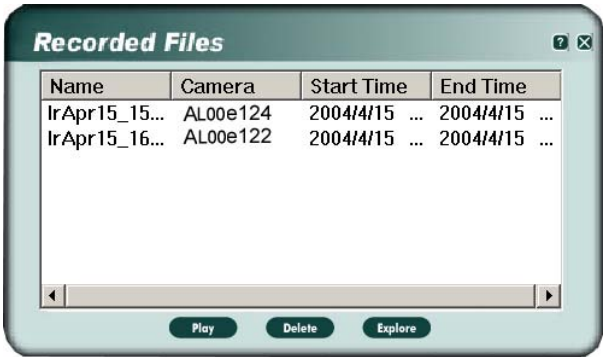 Recorded Files ? X
Name Camera Start Time End Time
IrApr15_15... AL00e124 2004/4/15 ... 2004/4/15 ...
IrApr15_16... AL00e122 2004/4/15 ... 2004/4/15 ...
Play Delete Explore